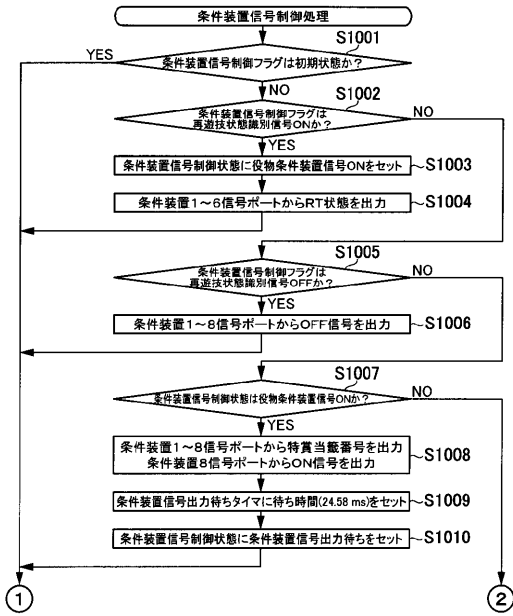 条件装置信号制御処理
S1001
YES
条件装置信号制御フラグは初期状態か?
NO
S1002
条件装置信号制御フラグは
再遊技状態識別信号ONか?
NO
YES
条件装置信号制御状態に役物条件装置信号ONをセット
S1003
条件装置1~6信号ポートからRT状態を出力
S1004
S1005
条件装置信号制御フラグは
再遊技状態識別信号OFFか?
NO
YES
条件装置1~8信号ポートからOFF信号を出力
S1006
S1007
条件装置信号制御状態は役物条件装置信号ONか?
NO
YES
条件装置1~8信号ポートから特賞当籤番号を出力
条件装置8信号ポートからON信号を出力
S1008
条件装置信号出力待ちタイマに待ち時間(24.58 ms)をセット
S1009
条件装置信号制御状態に条件装置信号出力待ちをセット
S1010
1
2